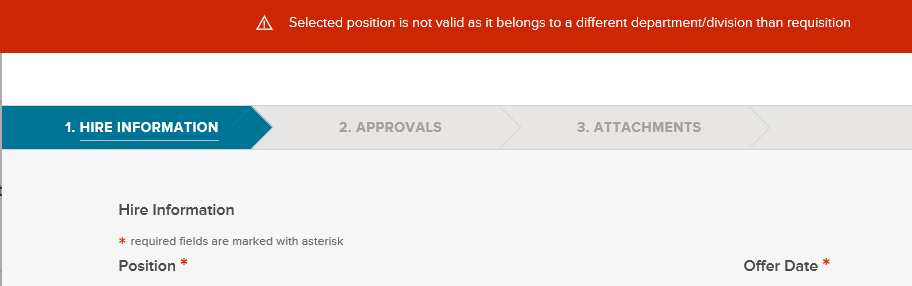 Selected position is not valid as it belongs to a different department/division than requisition
1. HIRE INFORMATION
2. APPROVALS
3. ATTACHMENTS
Hire Information
* required fields are marked with asterisk
Position *
Offer Date *